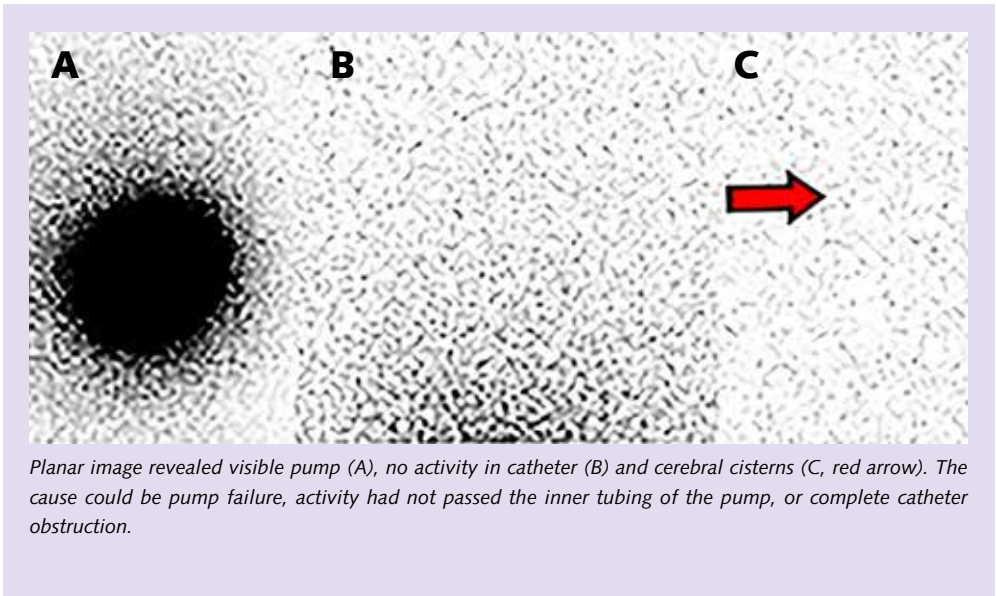 A B C
Planar image revealed visible pump (A), no activity in catheter (B) and cerebral cisterns (C, red arrow). The
cause could be pump failure, activity had not passed the inner tubing of the pump, or complete catheter
obstruction.